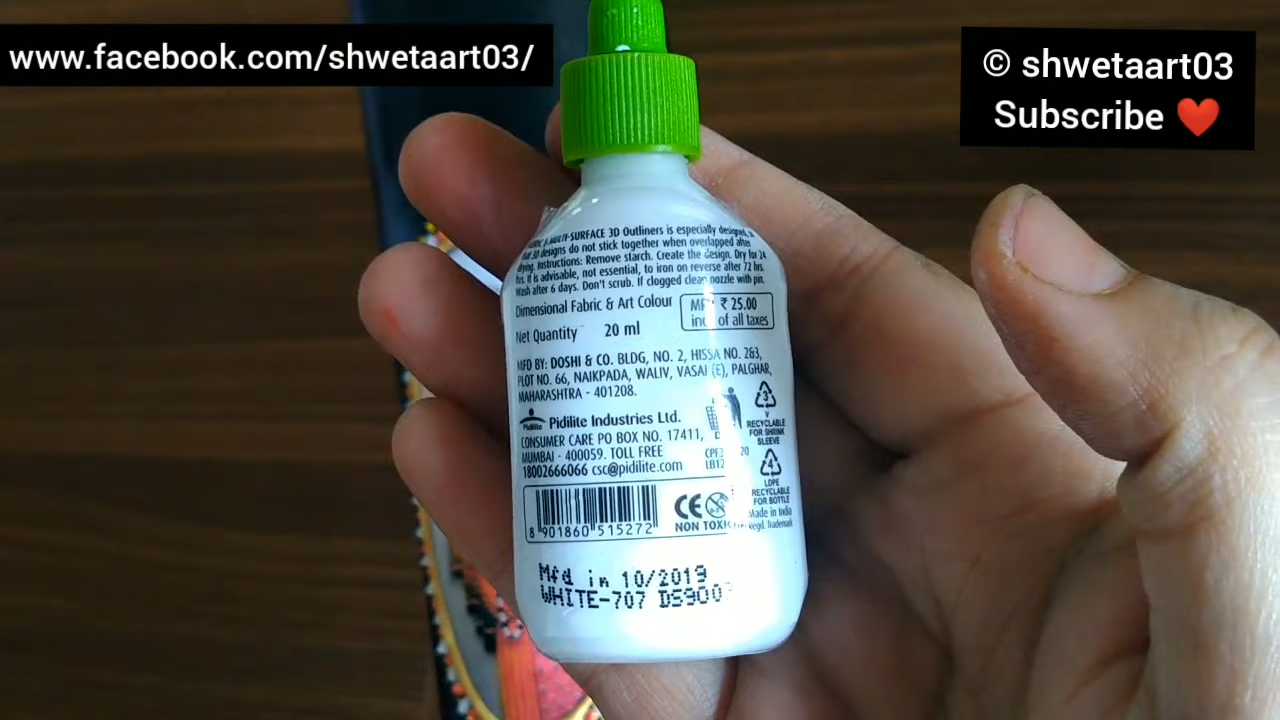 www.facebook.com/shwetaart03/
© shwetaart03
Subscribe ❤️
& MULTI-SURFACE 3D Outliners is especially designed,
3D designs do not stick together when overlapped after
drying. Instructions: Remove starch. Create the design. Dry for 24
hrs. It is advisable, not essential, to iron on reverse after 72 hrs.
Wash after 6 days. Don't scrub. If clogged clean nozzle with pin.
Dimensional Fabric & Art Colour
₹ 25.00
of all taxes
Net Quantity 20 ml
MFD BY: DOSHI & CO. BLDG, NO. 2, HISSA NO. 2&3,
PLOT NO. 66, NAIKPADA, WALIV, VASAI (E), PALGHAR,
MAHARASHTRA - 401208.
Pidilite Pidilite Industries Ltd.
CONSUMER CARE PO BOX NO. 17411,
MUMBAI - 400059. TOLL FREE
18002666066 csc@pidilite.com
3
V
RECYCLABLE
FOR SHRINK
SLEEVE
4
LDPE
RECYCLABLE
FOR BOTTLE
Made in India
Regd. Trademark
8 901860 515272
CE
NON TOXIC
Mfd in 10/2019
WHITE-707